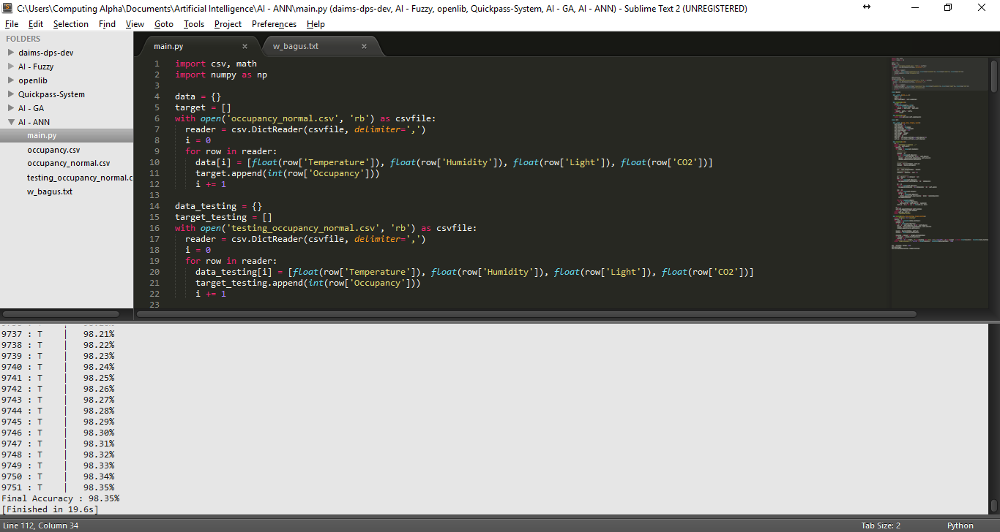 C:\Users\Computing Alpha\Documents\Artificial Intelligence\AI - ANN\main.py (daims-dps-dev, AI - Fuzzy, openlib, Quickpass-System, AI - GA, AI - ANN) - Sublime Text 2 (UNREGISTERED)
File Edit Selection Find View Goto Tools Project Preferences Help
FOLDERS
daims-dps-dev
AI - Fuzzy
openlib
Quickpass-System
AI - GA
AI - ANN
main.py
occupancy.csv
occupancy_normal.csv
testing_occupancy_normal.c
w_bagus.txt
main.py × w_bagus.txt ×
1 import csv, math
2 import numpy as np
3
4 data = {}
5 target = []
6 with open('occupancy_normal.csv', 'rb') as csvfile:
7   reader = csv.DictReader(csvfile, delimiter=',')
8   i = 0
9   for row in reader:
10     data[i] = [float(row['Temperature']), float(row['Humidity']), float(row['Light']), float(row['CO2'])]
11     target.append(int(row['Occupancy']))
12     i += 1
13
14 data_testing = {}
15 target_testing = []
16 with open('testing_occupancy_normal.csv', 'rb') as csvfile:
17   reader = csv.DictReader(csvfile, delimiter=',')
18   i = 0
19   for row in reader:
20     data_testing[i] = [float(row['Temperature']), float(row['Humidity']), float(row['Light']), float(row['CO2'])]
21     target_testing.append(int(row['Occupancy']))
22     i += 1
23
9737 : T    |   98.21%
9738 : T    |   98.22%
9739 : T    |   98.23%
9740 : T    |   98.24%
9741 : T    |   98.25%
9742 : T    |   98.26%
9743 : T    |   98.27%
9744 : T    |   98.28%
9745 : T    |   98.29%
9746 : T    |   98.30%
9747 : T    |   98.31%
9748 : T    |   98.32%
9749 : T    |   98.33%
9750 : T    |   98.34%
9751 : T    |   98.35%
Final Accuracy : 98.35%
[Finished in 19.6s]
Line 112, Column 34 Tab Size: 2 Python